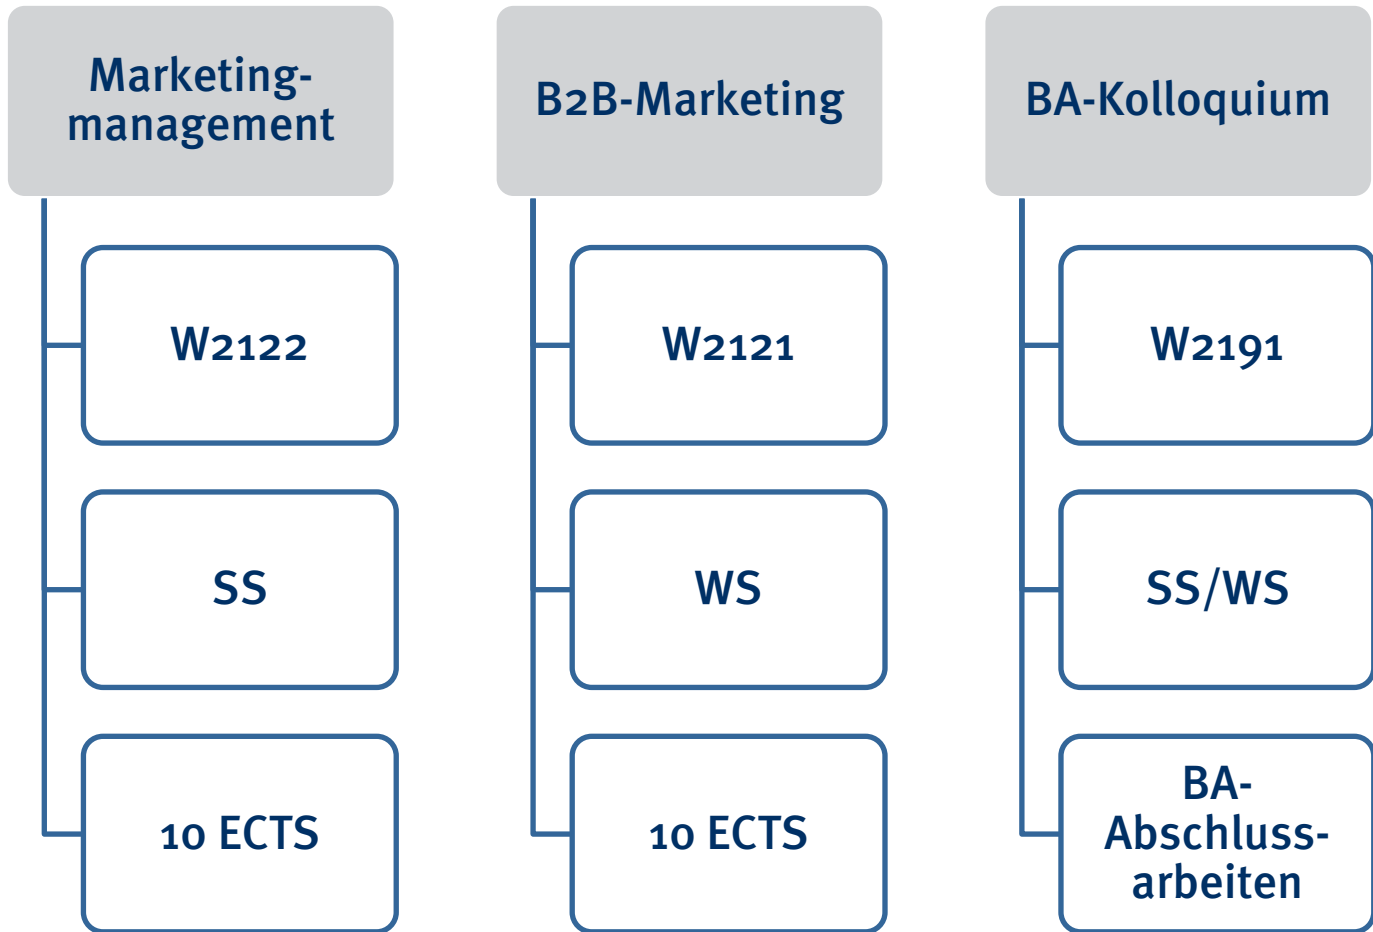 Marketing-
management
W2122
SS
10 ECTS
B2B-Marketing
W2121
WS
10 ECTS
BA-Kolloquium
W2191
SS/WS
BA-
Abschluss-
arbeiten